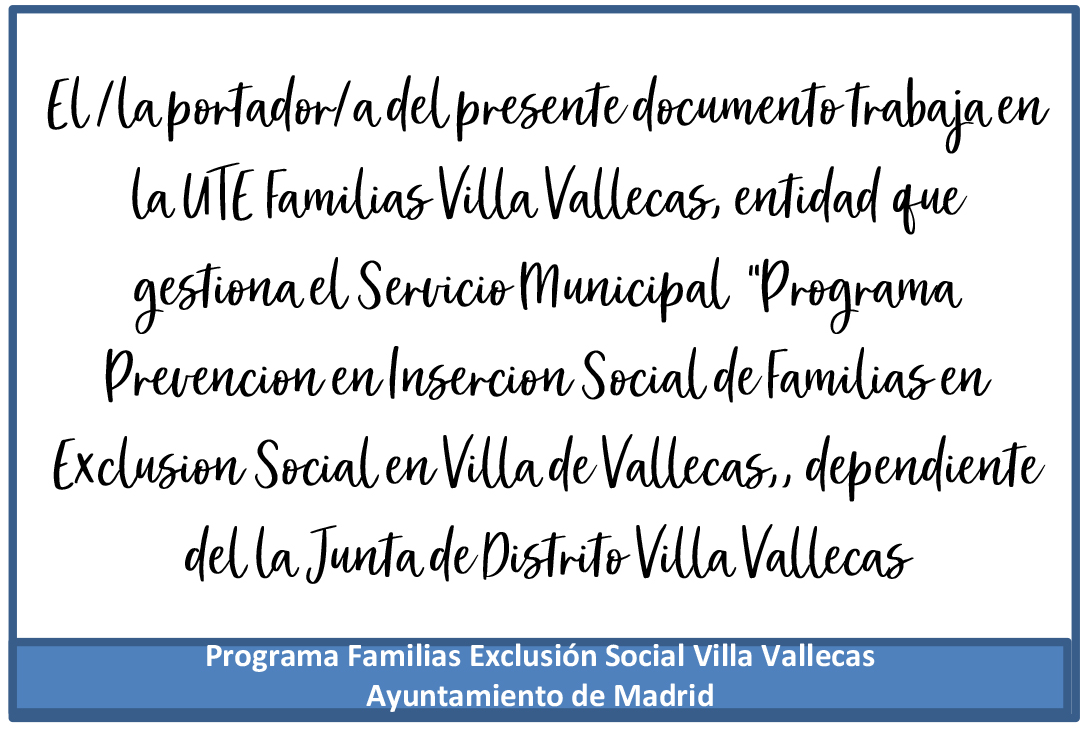 El /la portador/a del presente documento trabaja en
la UTE Familias Villa Vallecas, entidad que
gestiona el Servicio Municipal "Programa
Prevencion en Insercion Social de Familias en
Exclusion Social en Villa de Vallecas,, dependiente
del la Junta de Distrito Villa Vallecas
Programa Familias Exclusión Social Villa Vallecas
Ayuntamiento de Madrid